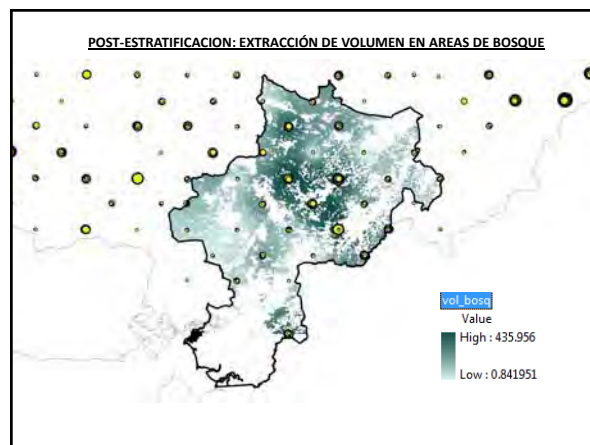 POST-ESTRATIFICACION: EXTRACCIÓN DE VOLUMEN EN AREAS DE BOSQUE
vol_bosq
Value
High : 435.956
Low : 0.841951